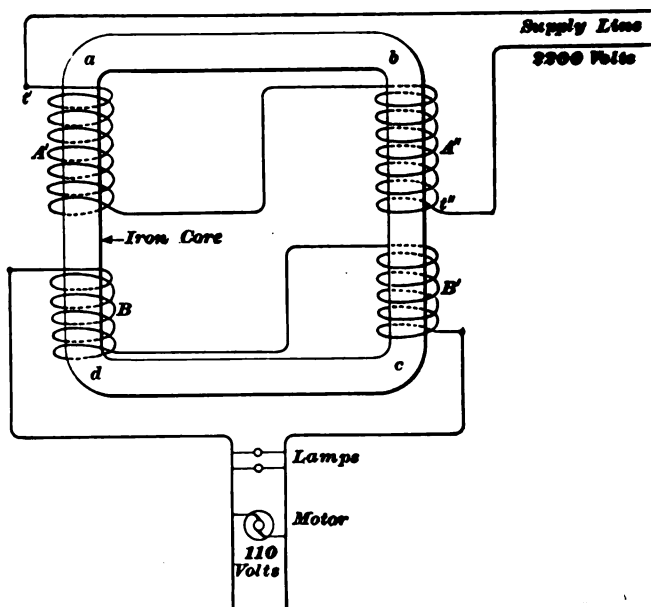 Supply Line
2200 Volts
a
b
t'
A'
A"
t"
Iron Core
B
B'
d
c
Lamps
Motor
110
Volts